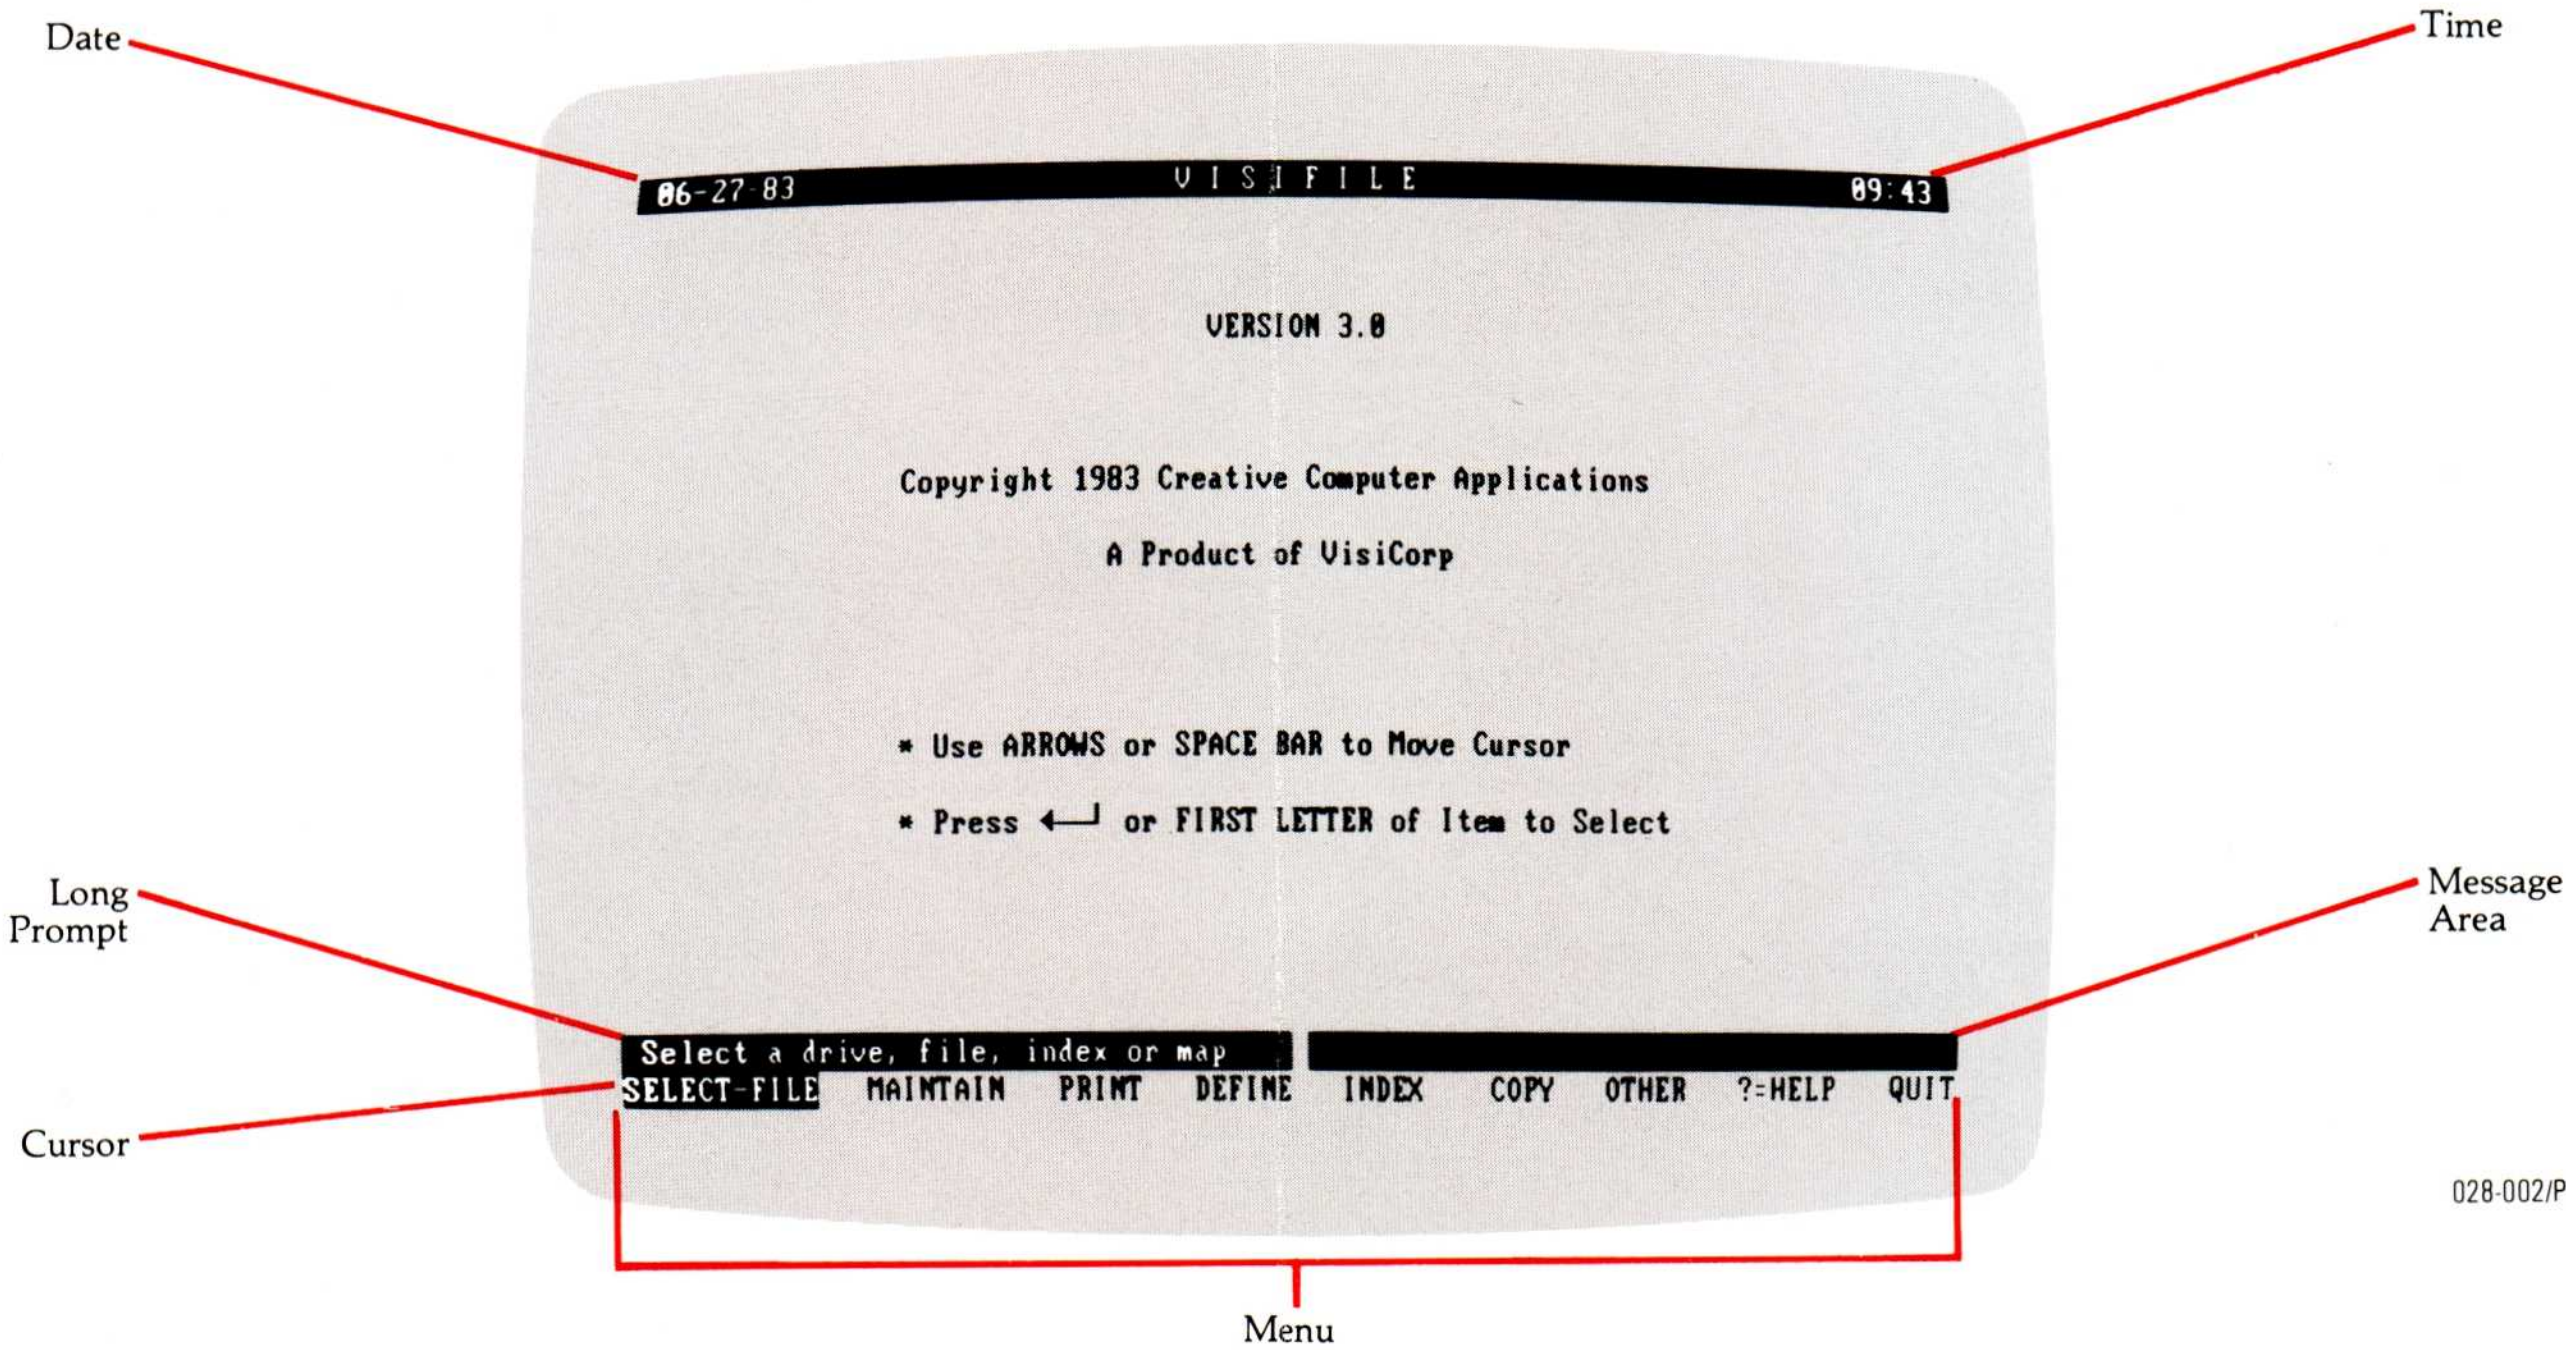 Date
Time
06-27-83 VISIFILE 09:43
VERSION 3.0
Copyright 1983 Creative Computer Applications
A Product of VisiCorp
* Use ARROWS or SPACE BAR to Move Cursor
* Press ←┘ or FIRST LETTER of Item to Select
Long
Prompt
Message
Area
Select a drive, file, index or map
SELECT-FILE MAINTAIN PRINT DEFINE INDEX COPY OTHER ?=HELP QUIT
Cursor
028-002/P
Menu